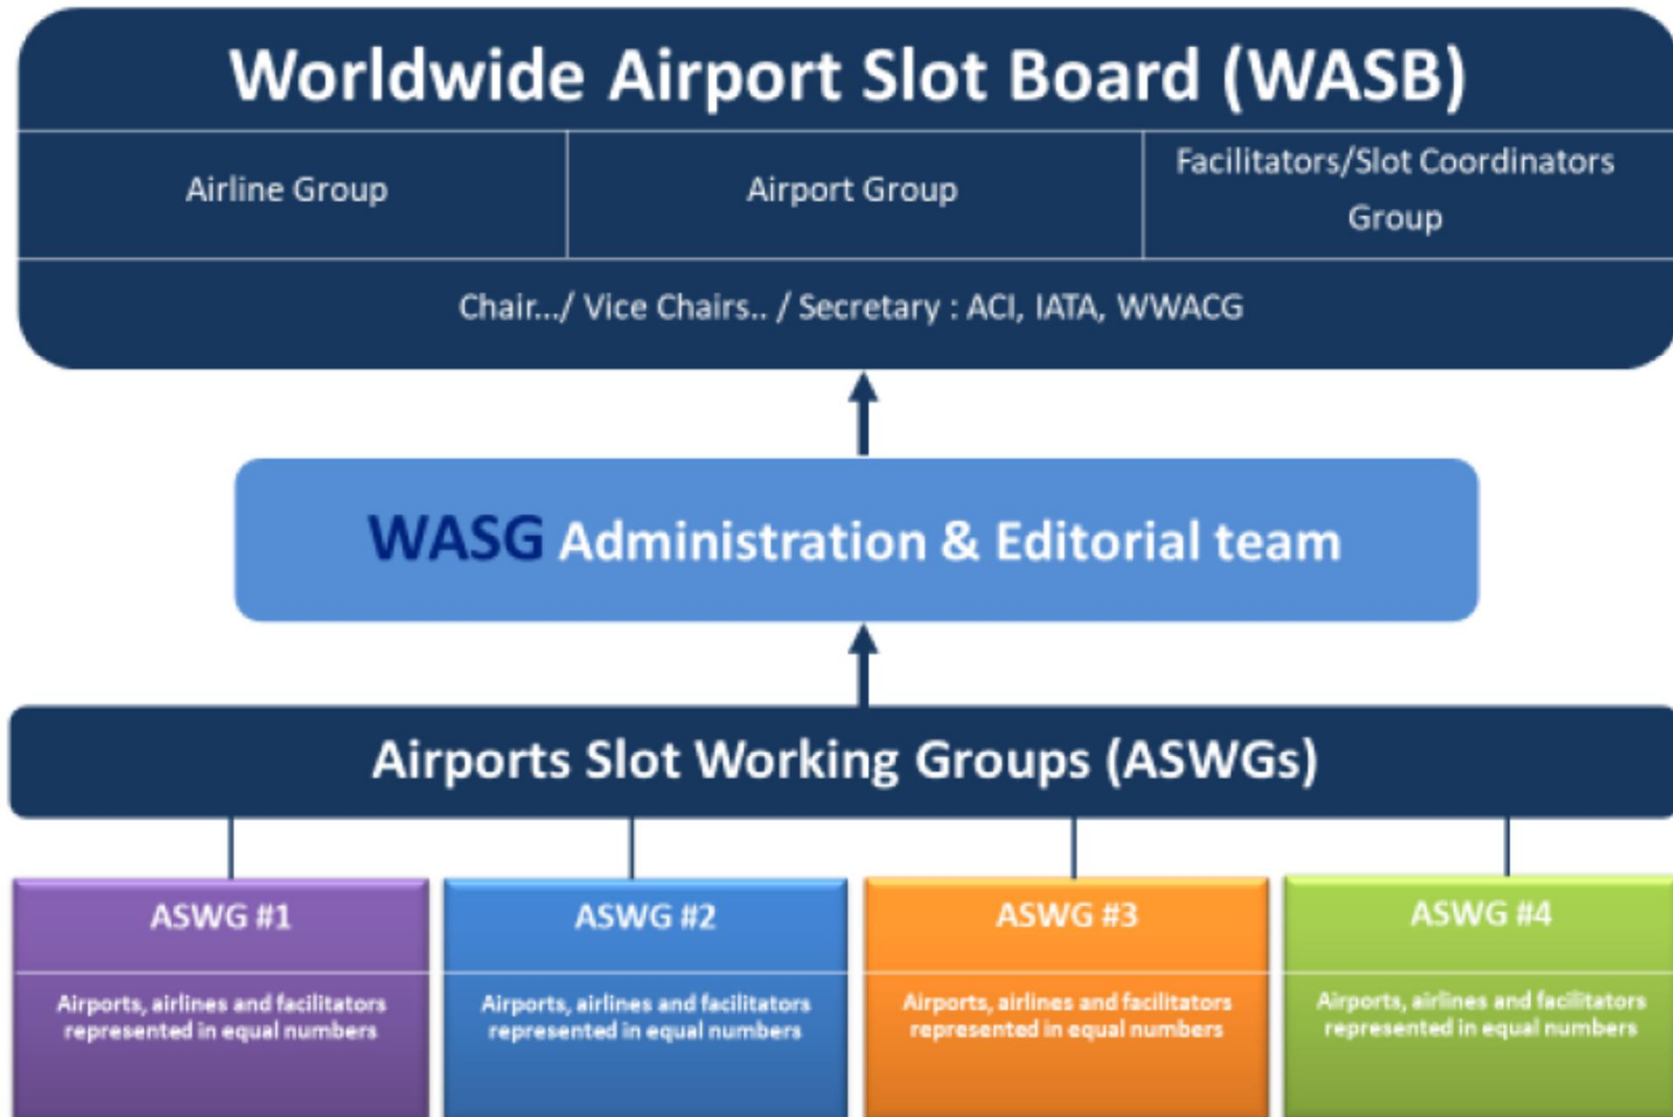 Worldwide Airport Slot Board (WASB)
Airline Group
Airport Group
Facilitators/Slot Coordinators
Group
Chair.../ Vice Chairs.. / Secretary : ACI, IATA, WWACG
WASG Administration & Editorial team
Airports Slot Working Groups (ASWGs)
ASWG #1
Airports, airlines and facilitators
represented in equal numbers
ASWG #2
Airports, airlines and facilitators
represented in equal numbers
ASWG #3
Airports, airlines and facilitators
represented in equal numbers
ASWG #4
Airports, airlines and facilitators
represented in equal numbers